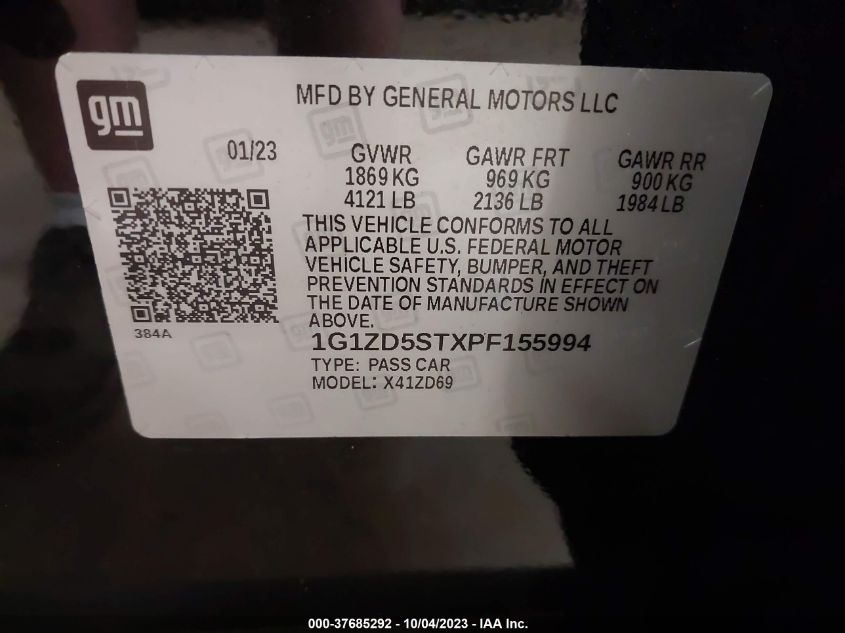 gm
MFD BY GENERAL MOTORS LLC
01/23 GVWR GAWR FRT GAWR RR
1869 KG 969 KG 900 KG
4121 LB 2136 LB 1984 LB
THIS VEHICLE CONFORMS TO ALL
APPLICABLE U.S. FEDERAL MOTOR
VEHICLE SAFETY, BUMPER, AND THEFT
PREVENTION STANDARDS IN EFFECT ON
THE DATE OF MANUFACTURE SHOWN
ABOVE.
384A
1G1ZD5STXPF155994
TYPE: PASS CAR
MODEL: X41ZD69
000-37685292 - 10/04/2023 - IAA Inc.